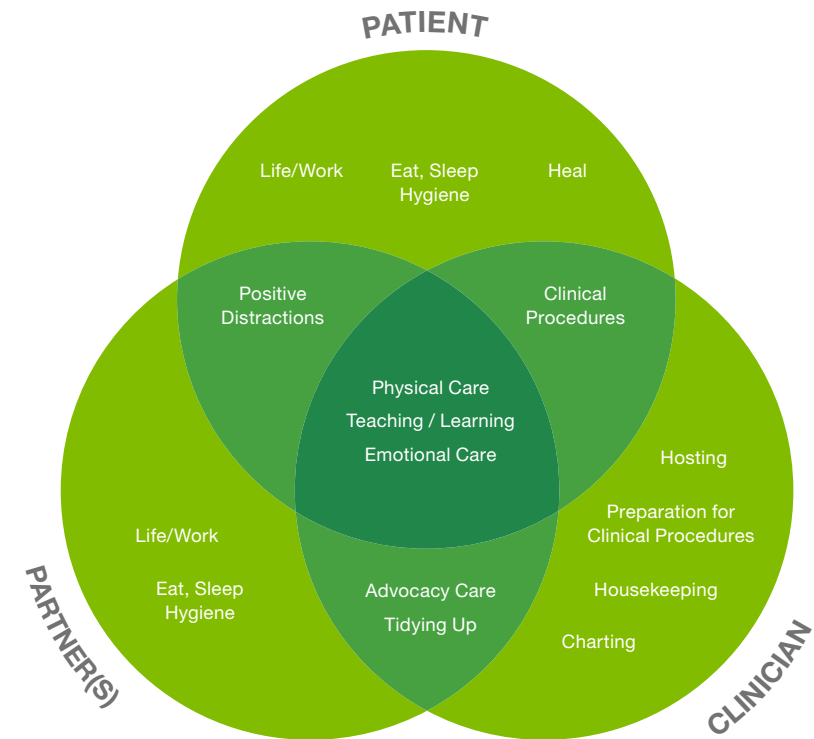 PATIENT
Life/Work
Eat, Sleep
Hygiene
Heal
Positive
Distractions
Clinical
Procedures
Physical Care
Teaching / Learning
Emotional Care
Hosting
Preparation for
Clinical Procedures
Housekeeping
Charting
Life/Work
Eat, Sleep
Hygiene
Advocacy Care
Tidying Up
PARTNER(S)
CLINICIAN